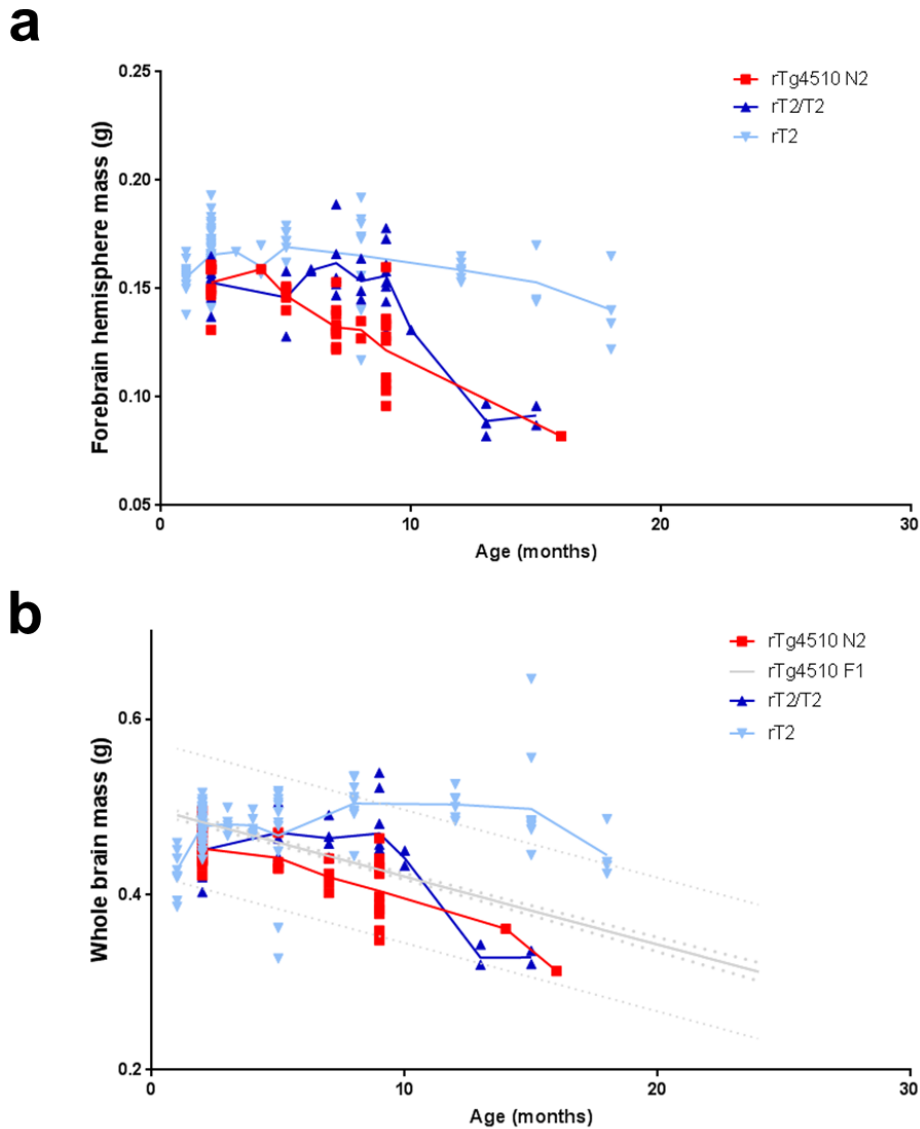 a
0.25
0.20
0.15
0.10
0.05
Forebrain hemisphere mass (g)
0
10
20
30
Age (months)
rTg4510 N2
rT2/T2
rT2
b
0.6
0.4
0.2
Whole brain mass (g)
0
10
20
30
Age (months)
rTg4510 N2
rTg4510 F1
rT2/T2
rT2